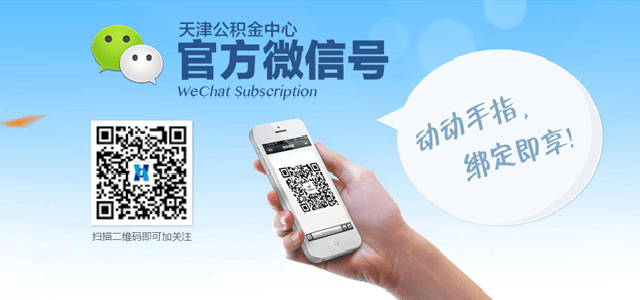 天津公积金中心
官方微信号
WeChat Subscription
动动手指，
绑定即享!
扫描二维码即可加关注